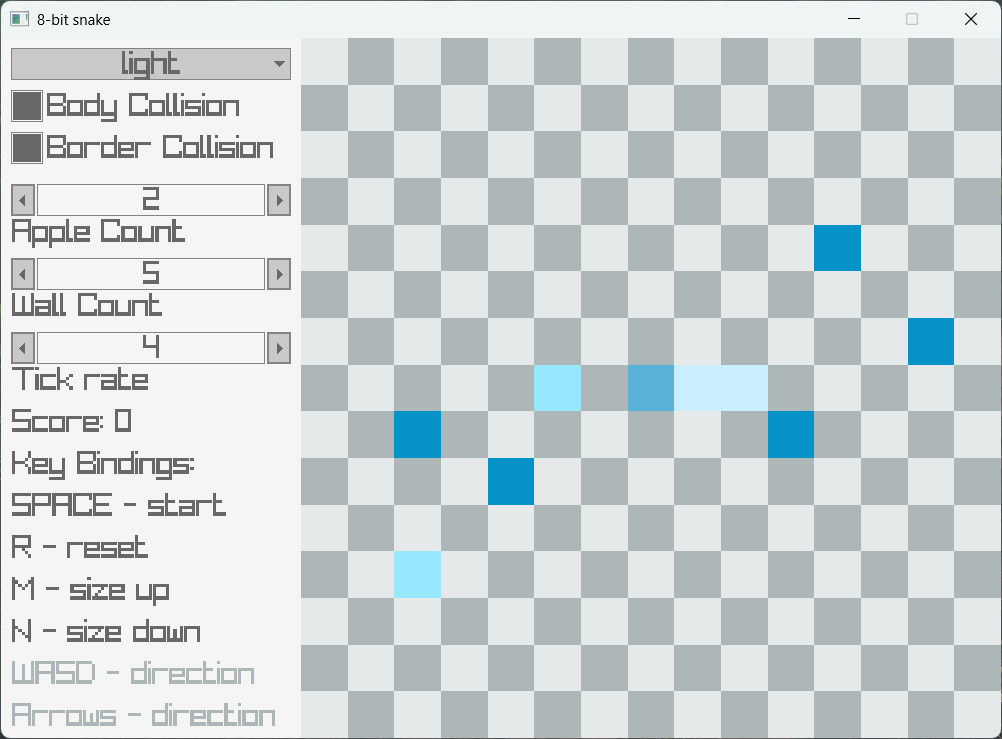 8-bit snake
light
Body Collision
Border Collision
2
Apple Count
5
Wall Count
4
Tick rate
Score: 0
Key Bindings:
SPACE - start
R - reset
M - size up
N - size down
WASD - direction
Arrows - direction